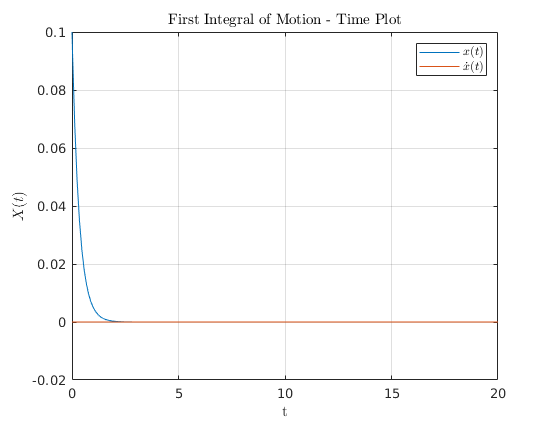 First Integral of Motion - Time Plot
x(t)
ẋ(t)
X(t)
0.1
0.08
0.06
0.04
0.02
0
-0.02
0 5 10 15 20
t